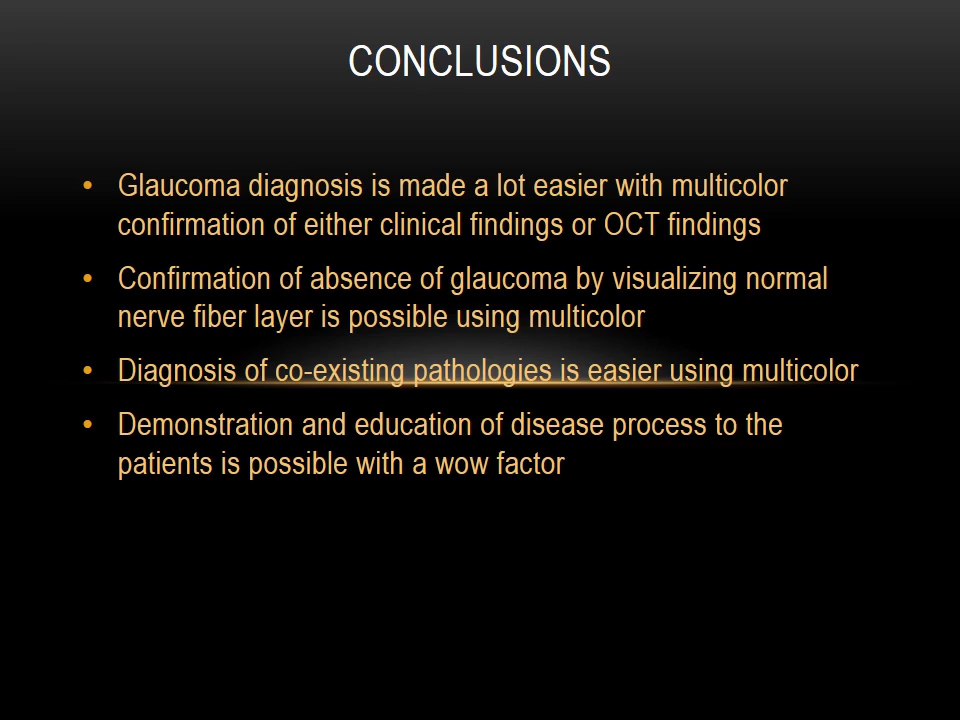 CONCLUSIONS
• Glaucoma diagnosis is made a lot easier with multicolor
confirmation of either clinical findings or OCT findings
• Confirmation of absence of glaucoma by visualizing normal
nerve fiber layer is possible using multicolor
• Diagnosis of co-existing pathologies is easier using multicolor
• Demonstration and education of disease process to the
patients is possible with a wow factor